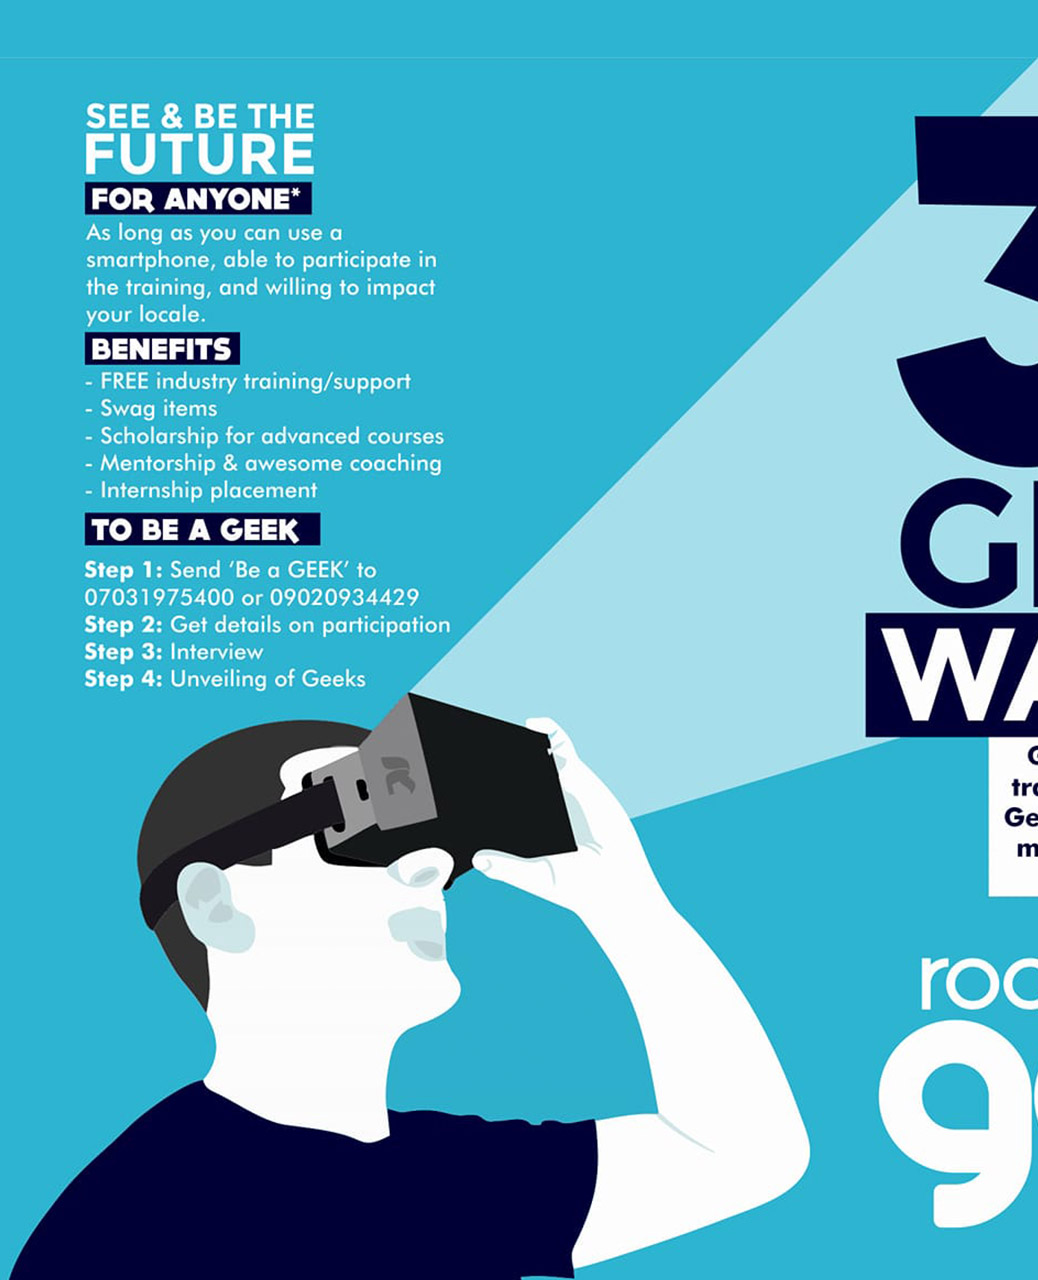 SEE & BE THE
FUTURE
FOR ANYONE*
As long as you can use a
smartphone, able to participate in
the training, and willing to impact
your locale.
BENEFITS
- FREE industry training/support
- Swag items
- Scholarship for advanced courses
- Mentorship & awesome coaching
- Internship placement
TO BE A GEEK
Step 1: Send ‘Be a GEEK’ to
07031975400 or 09020934429
Step 2: Get details on participation
Step 3: Interview
Step 4: Unveiling of Geeks
3